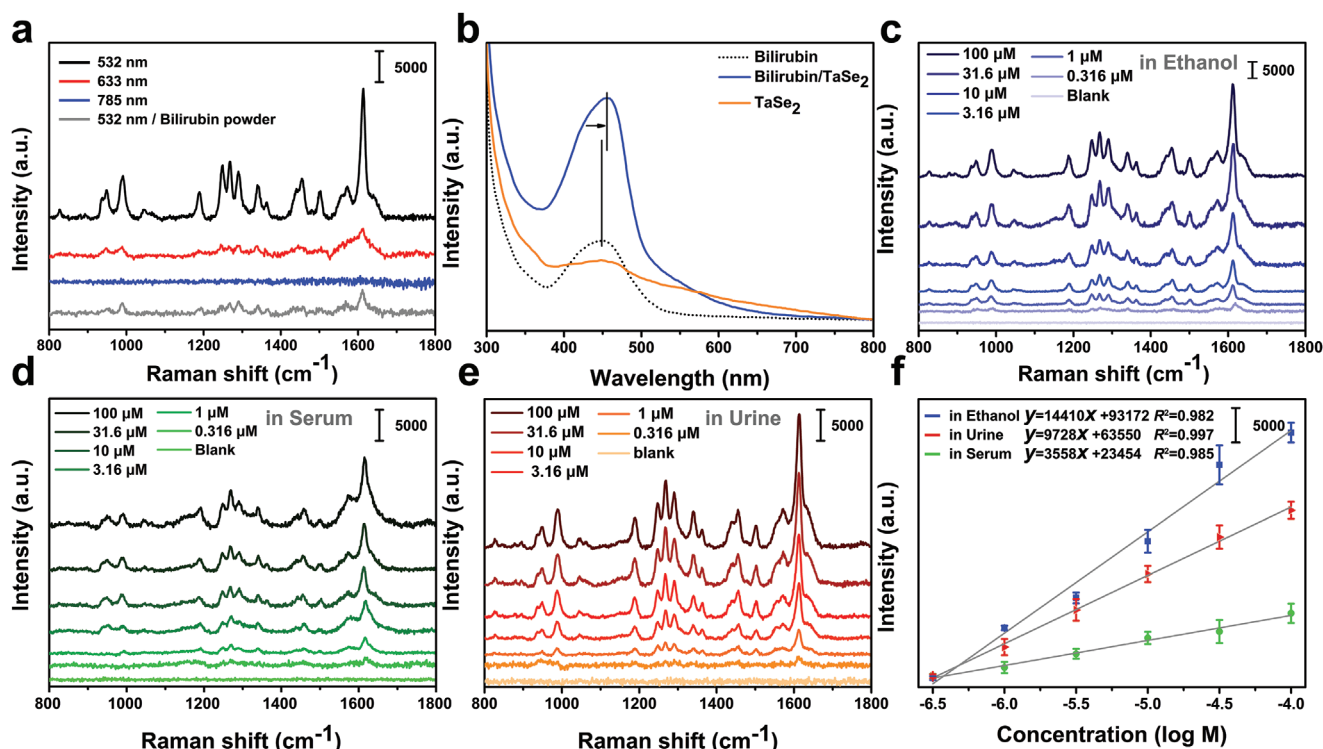 a
532 nm
633 nm
785 nm
532 nm / Bilirubin powder
5000
Intensity (a.u.)
800 1000 1200 1400 1600 1800
Raman shift (cm⁻¹)
b
Bilirubin
Bilirubin/TaSe₂
TaSe₂
Intensity (a.u.)
300 400 500 600 700 800
Wavelength (nm)
c
100 µM
31.6 µM
10 µM
3.16 µM
1 µM
0.316 µM
Blank
in Ethanol
5000
Intensity (a.u.)
800 1000 1200 1400 1600 1800
Raman shift (cm⁻¹)
d
100 µM
31.6 µM
10 µM
3.16 µM
1 µM
0.316 µM
Blank
in Serum
5000
Intensity (a.u.)
800 1000 1200 1400 1600 1800
Raman shift (cm⁻¹)
e
100 µM
31.6 µM
10 µM
3.16 µM
1 µM
0.316 µM
blank
in Urine
5000
Intensity (a.u.)
800 1000 1200 1400 1600 1800
Raman shift (cm⁻¹)
f
in Ethanol y=14410x +93172 R²=0.982
in Urine y=9728x +63550 R²=0.997
in Serum y=3558x +23454 R²=0.985
5000
Intensity (a.u.)
-6.5 -6.0 -5.5 -5.0 -4.5 -4.0
Concentration (log M)